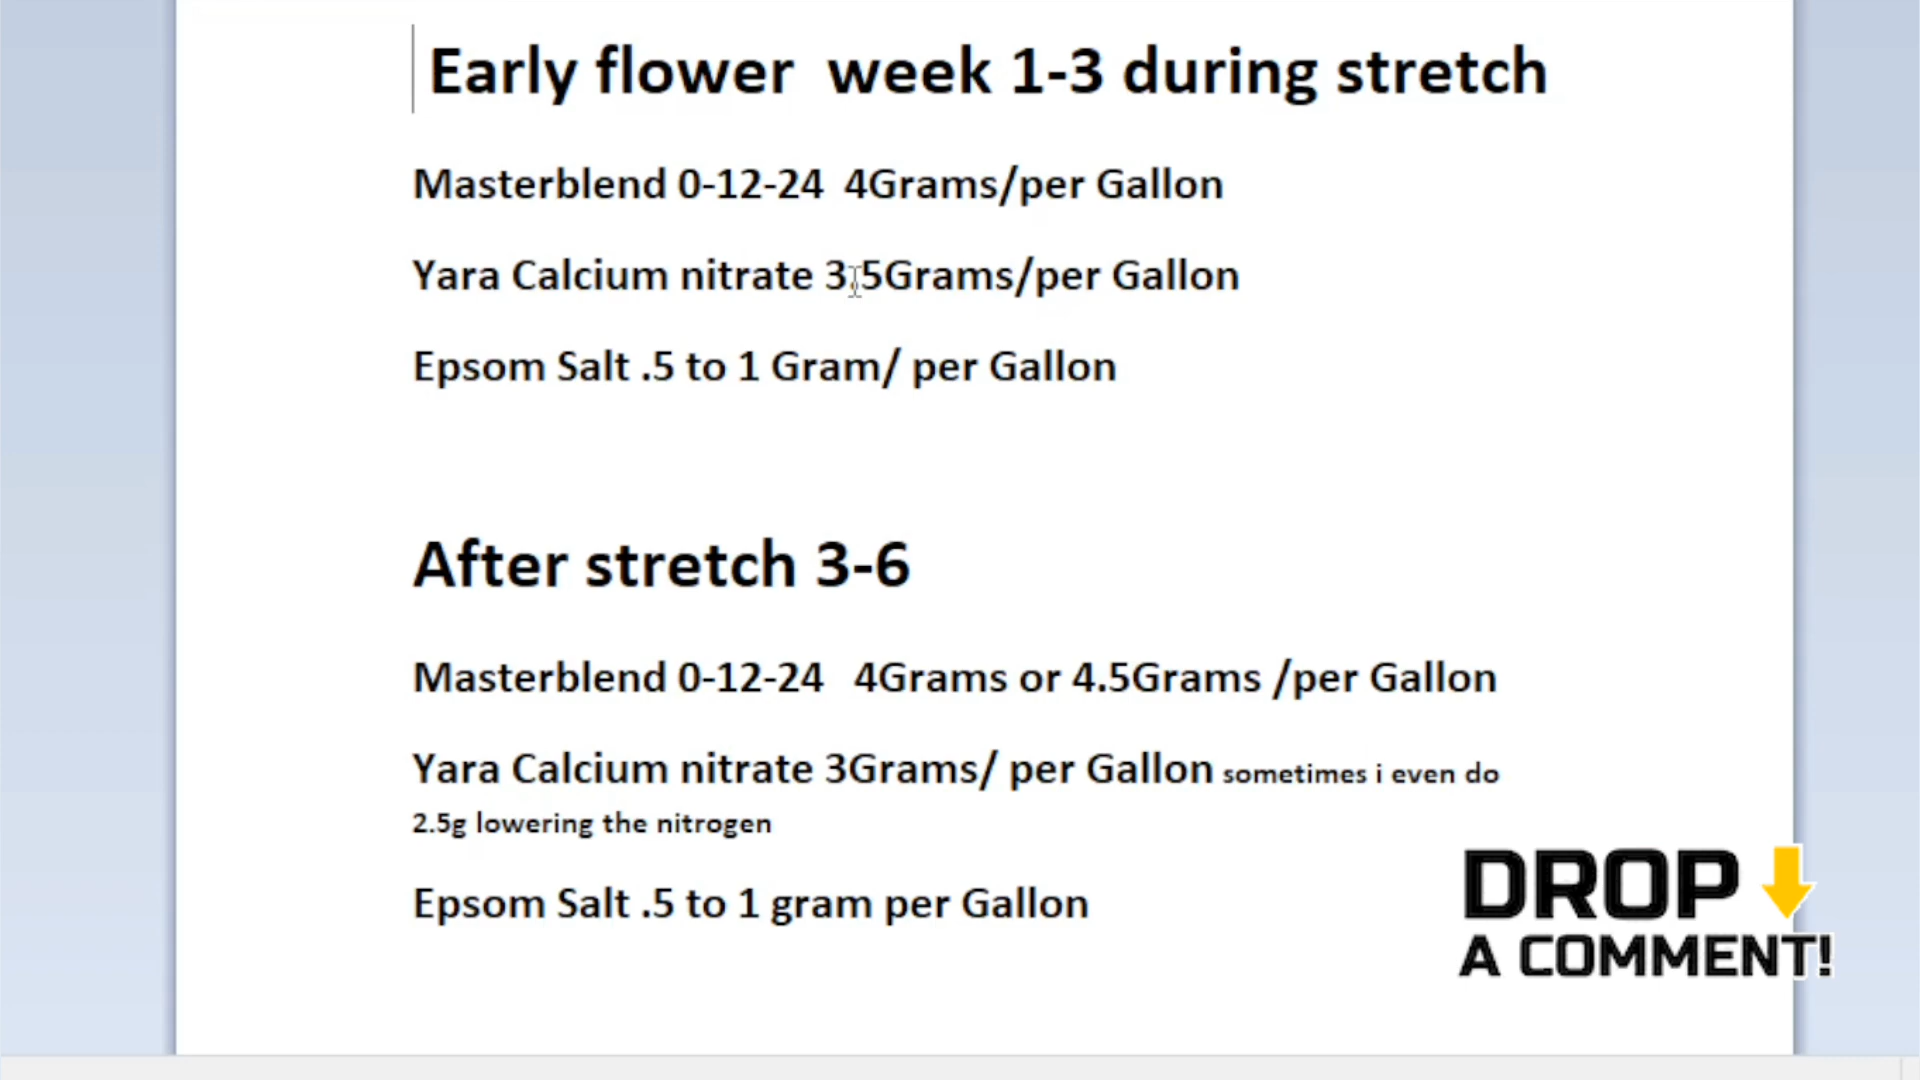 Early flower  week 1-3 during stretch
Masterblend 0-12-24  4Grams/per Gallon
Yara Calcium nitrate 3.5Grams/per Gallon
Epsom Salt .5 to 1 Gram/ per Gallon
After stretch 3-6
Masterblend 0-12-24   4Grams or 4.5Grams /per Gallon
Yara Calcium nitrate 3Grams/ per Gallon sometimes i even do
2.5g lowering the nitrogen
Epsom Salt .5 to 1 gram per Gallon
DROP
A COMMENT!